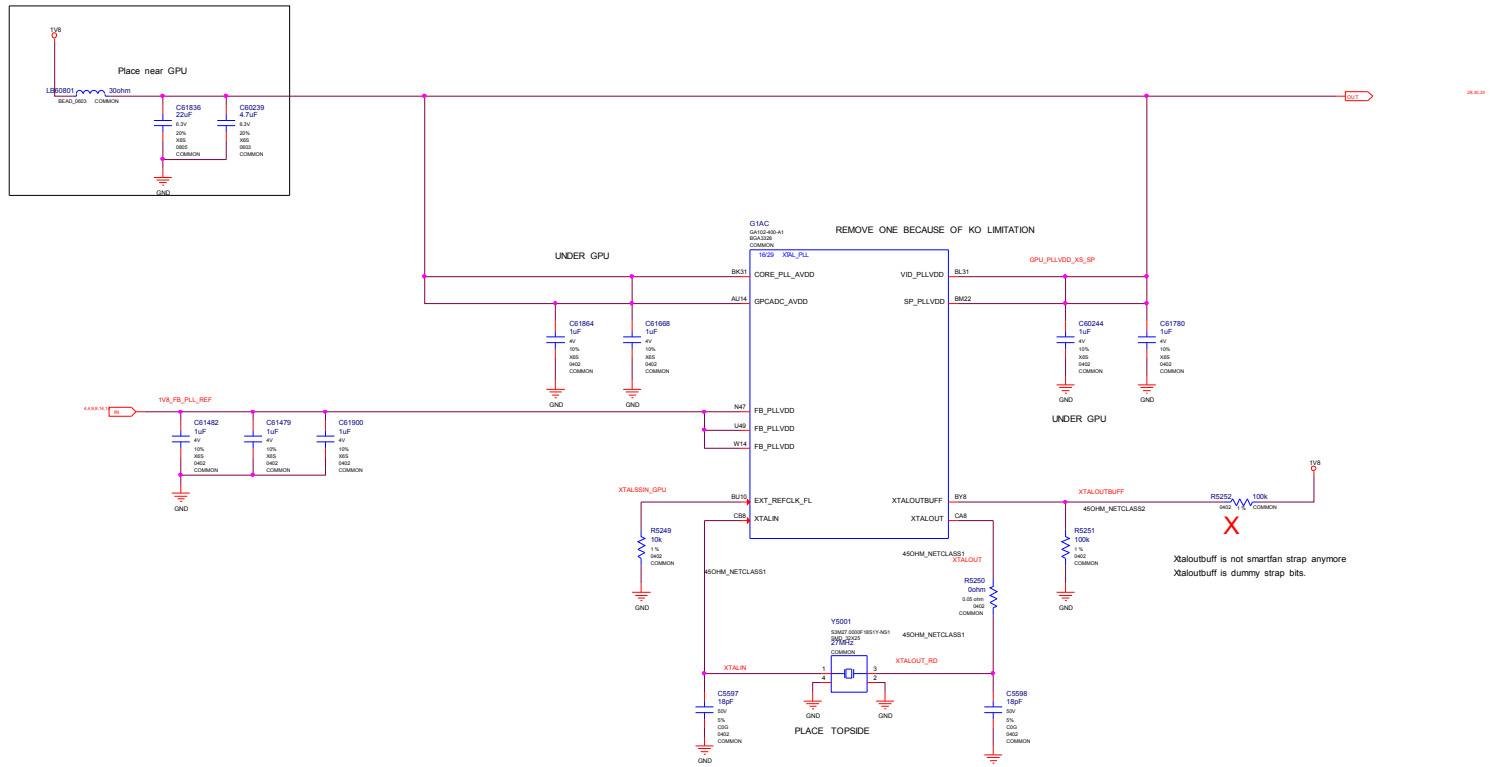 1V8
Place near GPU
LB60801 30ohm
BEAD_0603 COMMON
C61836
22uF
6.3V
20%
X6S
0805
COMMON
C60239
4.7uF
6.3V
20%
X6S
0603
COMMON
GND
OUT
G1AC
GA102-400-A1
BGA3328
COMMON
REMOVE ONE BECAUSE OF KO LIMITATION
16/29 XTAL_PLL
UNDER GPU
BK31 CORE_PLL_AVDD
AU14 GPCADC_AVDD
VID_PLLVDD BL31
SP_PLLVDD BM22
GPU_PLLVDD_XS_SP
C61864
1uF
4V
10%
X6S
0402
COMMON
GND
C61668
1uF
4V
10%
X6S
0402
COMMON
GND
C60244
1uF
4V
10%
X6S
0402
COMMON
GND
C61780
1uF
4V
10%
X6S
0402
COMMON
GND
UNDER GPU
IN
1V8_FB_PLL_REF
N47 FB_PLLVDD
U49 FB_PLLVDD
W14 FB_PLLVDD
C61482
1uF
4V
10%
X6S
0402
COMMON
C61479
1uF
4V
10%
X6S
0402
COMMON
C61900
1uF
4V
10%
X6S
0402
COMMON
GND
XTALSSIN_GPU
BU10 EXT_REFCLK_FL
CB8 XTALIN
XTALOUTBUFF BY8
XTALOUT CA8
R5249
10k
1 %
0402
COMMON
GND
45OHM_NETCLASS1
45OHM_NETCLASS1
XTALOUT
XTALOUTBUFF
45OHM_NETCLASS2
R5251
100k
1 %
0402
COMMON
GND
1V8
R5252 100k
0402 1 % COMMON
X
Xtaloutbuff is not smartfan strap anymore
Xtaloutbuff is dummy strap bits.
R5250
0ohm
0.05 ohm
0402
COMMON
45OHM_NETCLASS1
Y5001
S3M27.0000F18S1Y-NS1
SMD_32X25
27MHz
COMMON
XTALIN
1
4
3
2
XTALOUT_RD
GND
GND
PLACE TOPSIDE
C5597
18pF
50V
5%
C0G
0402
COMMON
GND
C5598
18pF
50V
5%
C0G
0402
COMMON